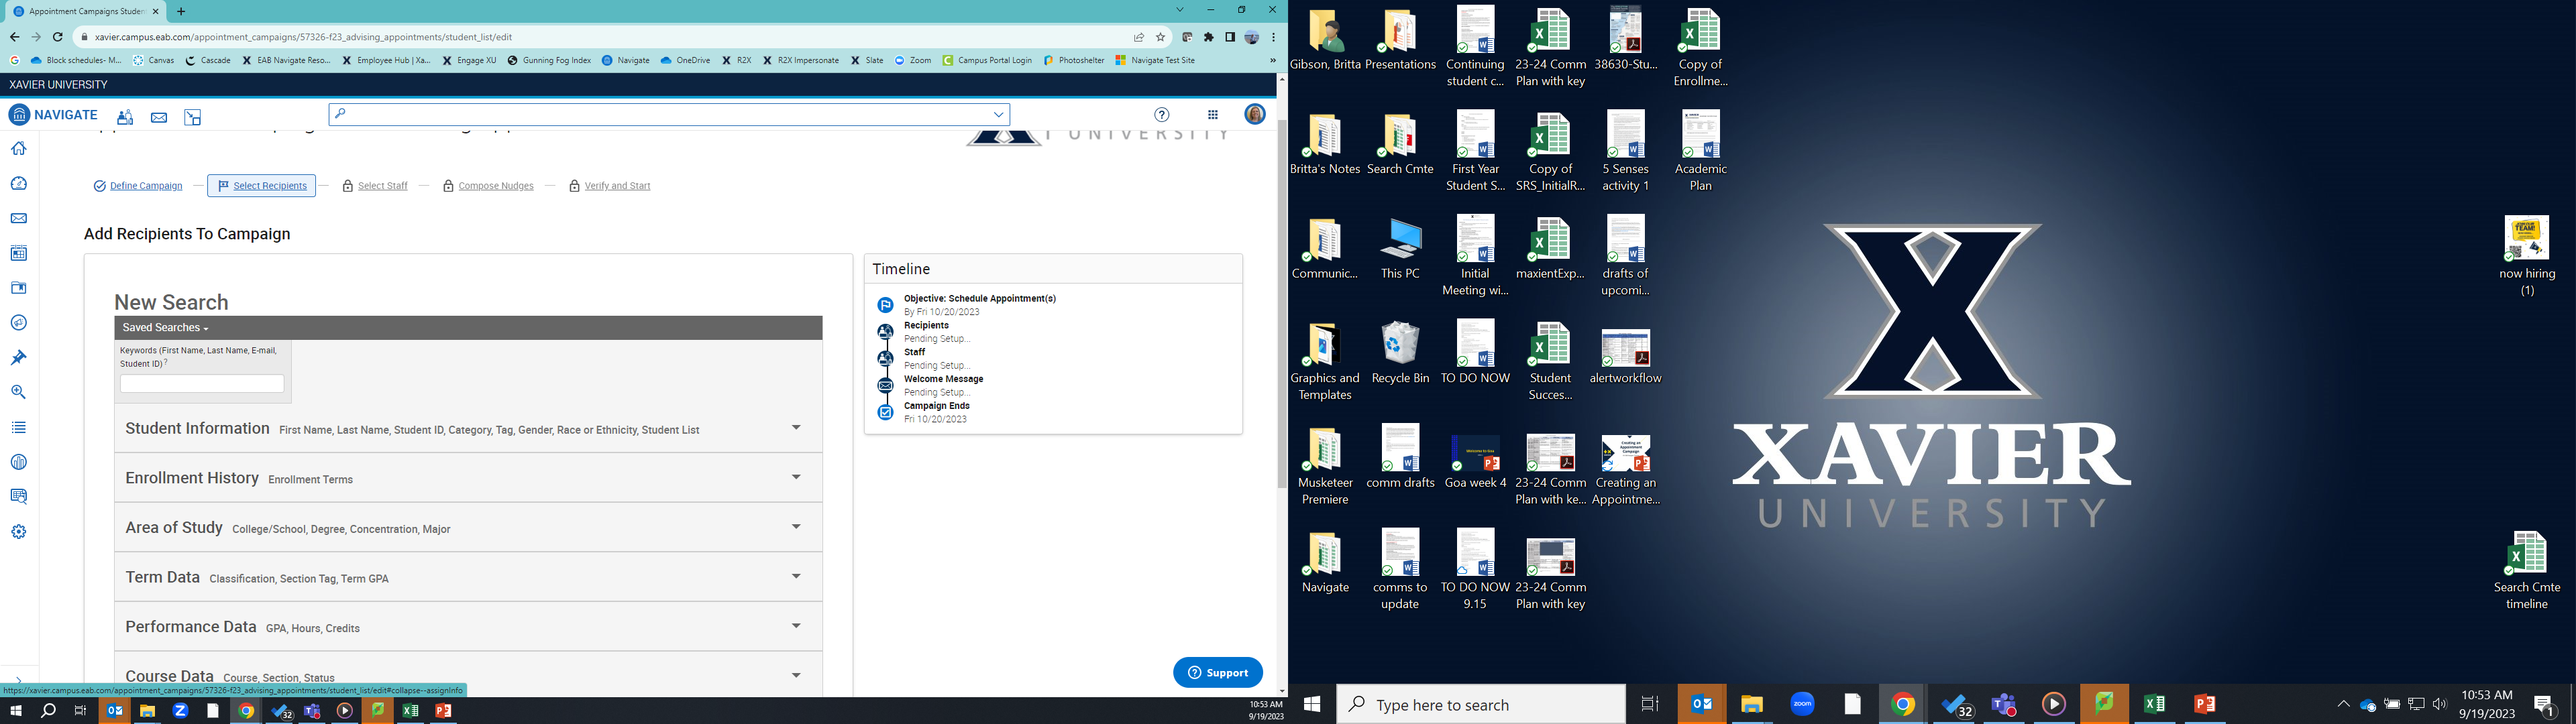 Appointment Campaigns Studen
xavier.campus.eab.com/appointment_campaigns/57326-f23_advising_appointments/student_list/edit
Block schedules- M...
Canvas
Cascade
EAB Navigate Reso...
Employee Hub | Xa...
Engage XU
Gunning Fog Index
Navigate
OneDrive
R2X
R2X Impersonate
Slate
Zoom
Campus Portal Login
Photoshelter
Navigate Test Site
»
XAVIER UNIVERSITY
NAVIGATE
UNIVERSITY
Define Campaign
Select Recipients
Select Staff
Compose Nudges
Verify and Start
Add Recipients To Campaign
New Search
Saved Searches
Keywords (First Name, Last Name, E-mail,
Student ID) ?
Student Information First Name, Last Name, Student ID, Category, Tag, Gender, Race or Ethnicity, Student List
Enrollment History Enrollment Terms
Area of Study College/School, Degree, Concentration, Major
Term Data Classification, Section Tag, Term GPA
Performance Data GPA, Hours, Credits
Course Data Course, Section, Status
Timeline
Objective: Schedule Appointment(s)
By Fri 10/20/2023
Recipients
Pending Setup...
Staff
Pending Setup...
Welcome Message
Pending Setup...
Campaign Ends
Fri 10/20/2023
Support
https://xavier.campus.eab.com/appointment_campaigns/57326-f23_advising_appointments/student_list/edit#collapse--assignInfo
32
10:53 AM
9/19/2023
Gibson, Britta
Presentations
Continuing
student c...
23-24 Comm
Plan with key
38630-Stu...
Copy of
Enrollme...
Britta's Notes
Search Cmte
First Year
Student S...
Copy of
SRS_InitialR...
5 Senses
activity 1
Academic
Plan
Communic...
This PC
Initial
Meeting wi...
maxientExp...
drafts of
upcomi...
Graphics and
Templates
Recycle Bin
TO DO NOW
Student
Succes...
alertworkflow
Musketeer
Premiere
comm drafts
Goa week 4
23-24 Comm
Plan with ke...
Creating an
Appointme...
Navigate
comms to
update
TO DO NOW
9.15
23-24 Comm
Plan with key
XAVIER
UNIVERSITY
TEAM!
now hiring
(1)
Search Cmte
timeline
Type here to search
zoom
32
10:53 AM
9/19/2023
1